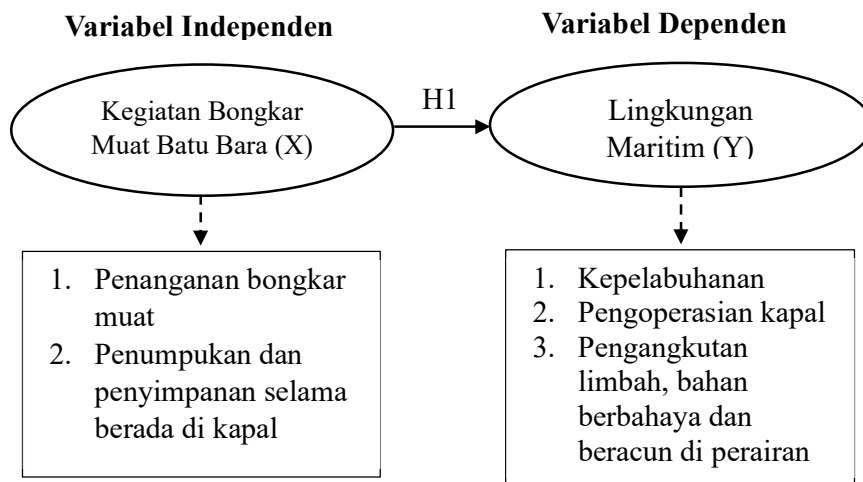 Variabel Independen
Variabel Dependen
Kegiatan Bongkar
Muat Batu Bara (X)
H1
Lingkungan
Maritim (Y)
1. Penanganan bongkar
muat
2. Penumpukan dan
penyimpanan selama
berada di kapal
1. Kepelabuhanan
2. Pengoperasian kapal
3. Pengangkutan
limbah, bahan
berbahaya dan
beracun di perairan